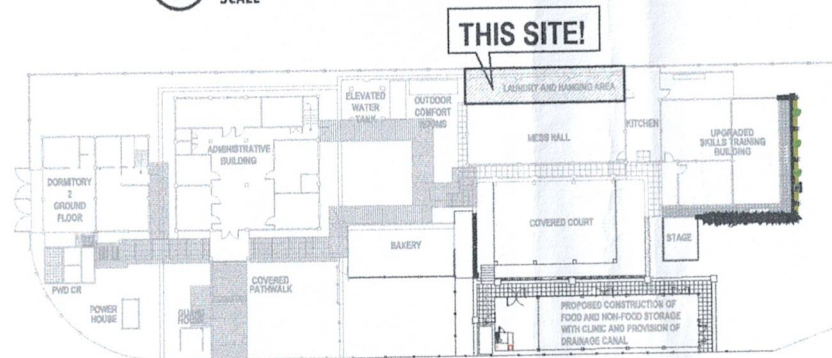 SCALE
THIS SITE!
LAUNDRY AND HANGING AREA
ELEVATED
WATER
TANK
OUTDOOR
COMFORT
ROOMS
MESS HALL
KITCHEN
UPGRADED
SKILLS TRAINING
BUILDING
ADMINISTRATIVE
BUILDING
DORMITORY
2
GROUND
FLOOR
COVERED COURT
STAGE
BAKERY
PWD CR
COVERED
PATHWALK
POWER
HOUSE
GUARD
HOUSE
PROPOSED CONSTRUCTION OF
FOOD AND NON-FOOD STORAGE
WITH CLINIC AND PROVISION OF
DRAINAGE CANAL